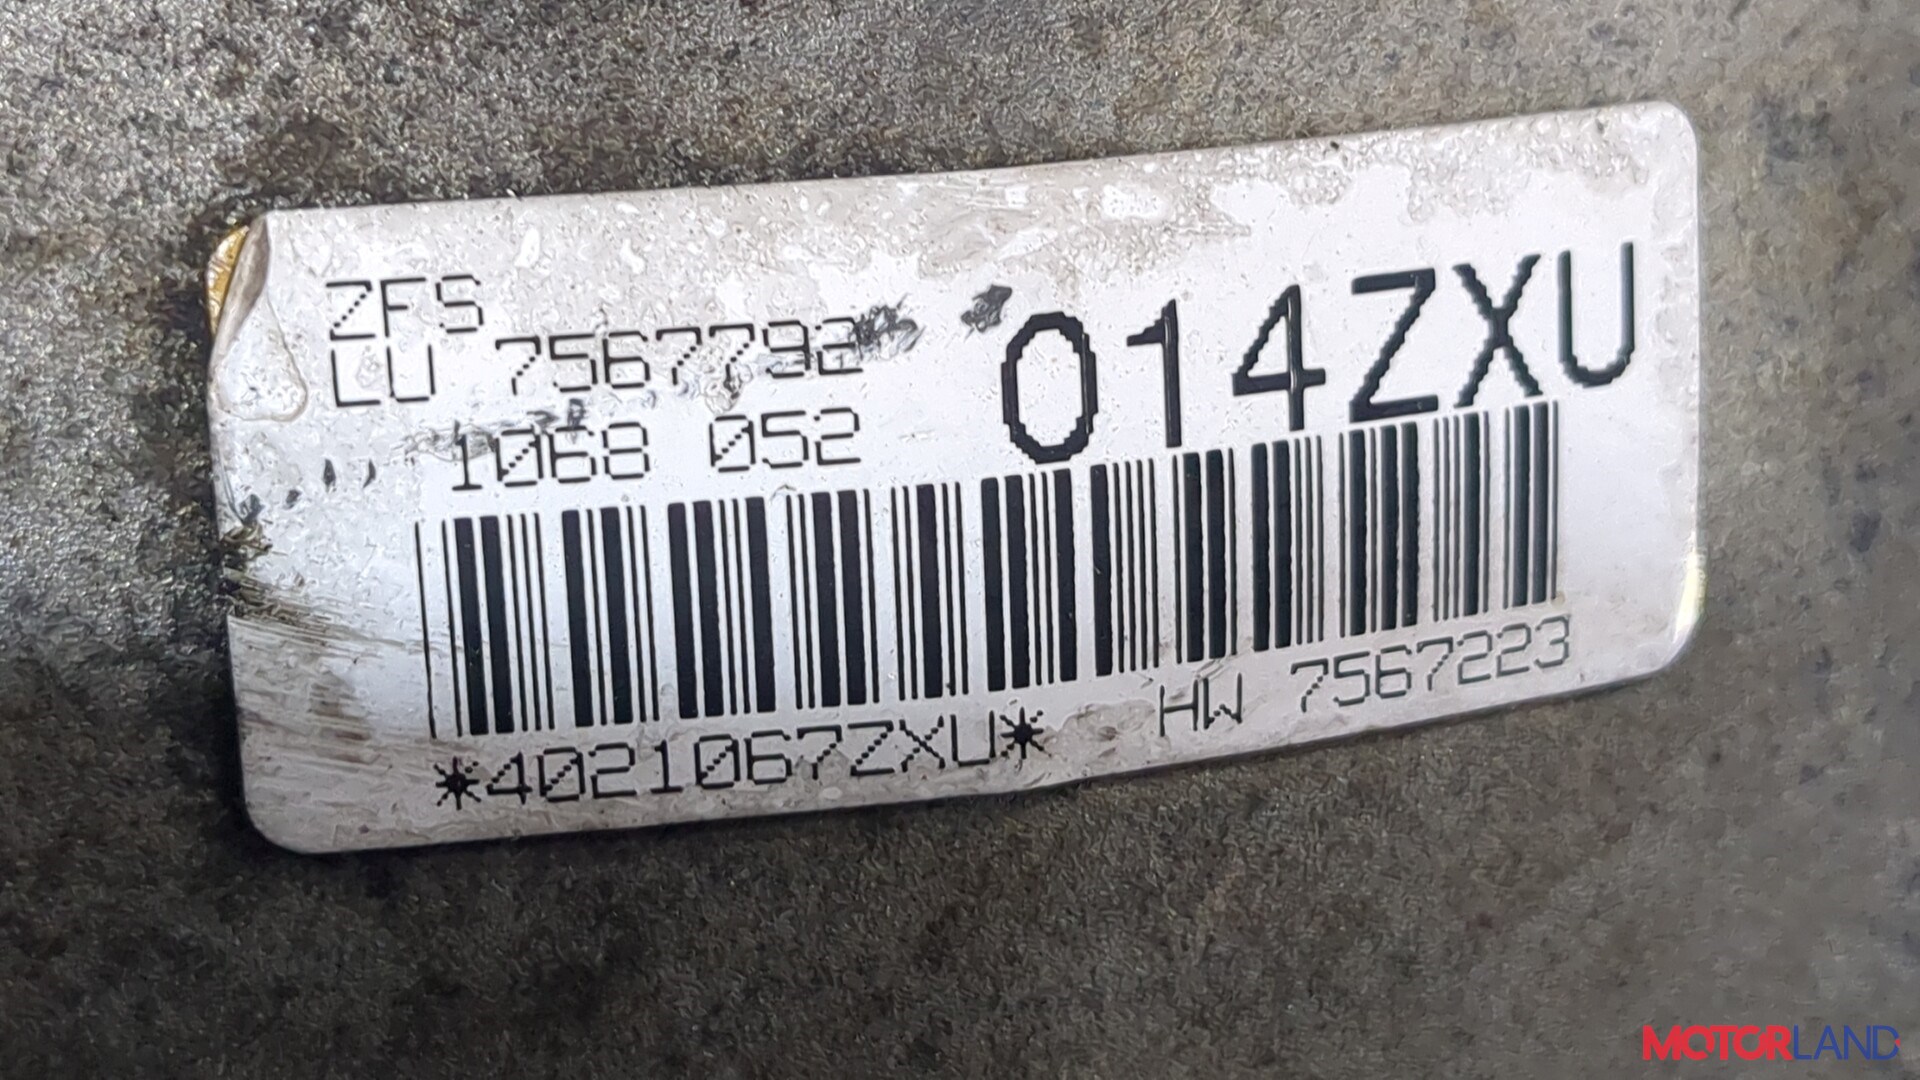 ZFS
LU 7567792
014ZXU
1068 052
*4021067ZXU*
HW 7567223
MOTORLAND